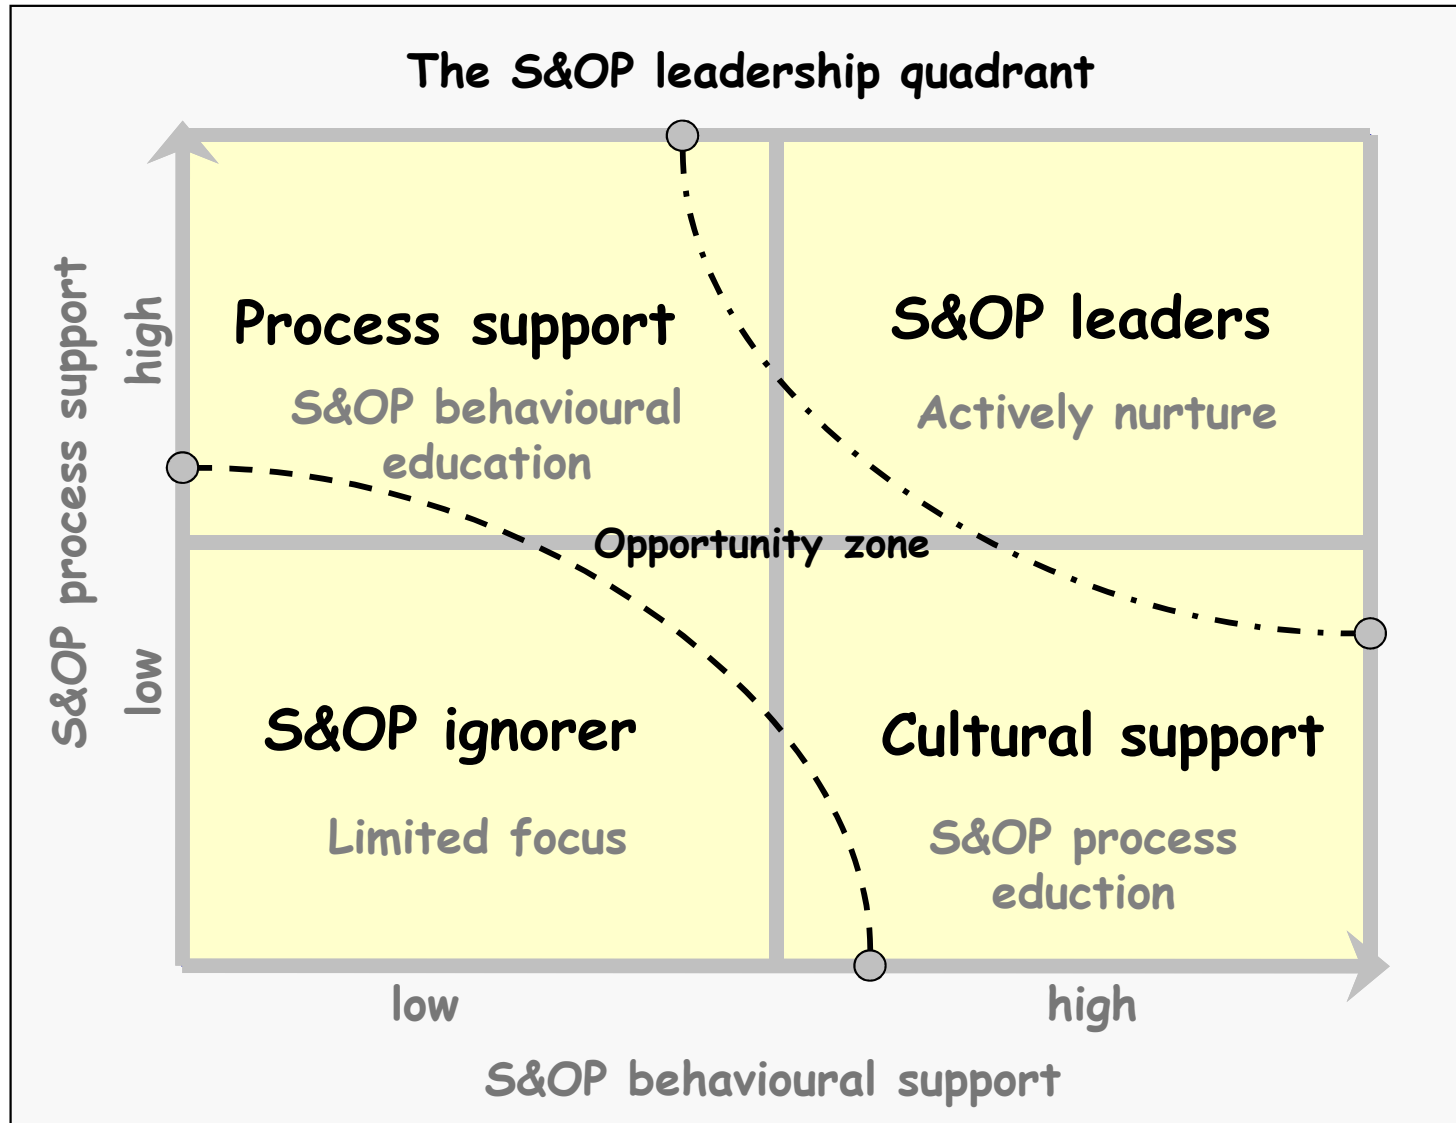 The S&OP leadership quadrant
S&OP process support
high
low
Process support
S&OP behavioural
education
S&OP leaders
Actively nurture
Opportunity zone
S&OP ignorer
Limited focus
Cultural support
S&OP process
eduction
low
high
S&OP behavioural support